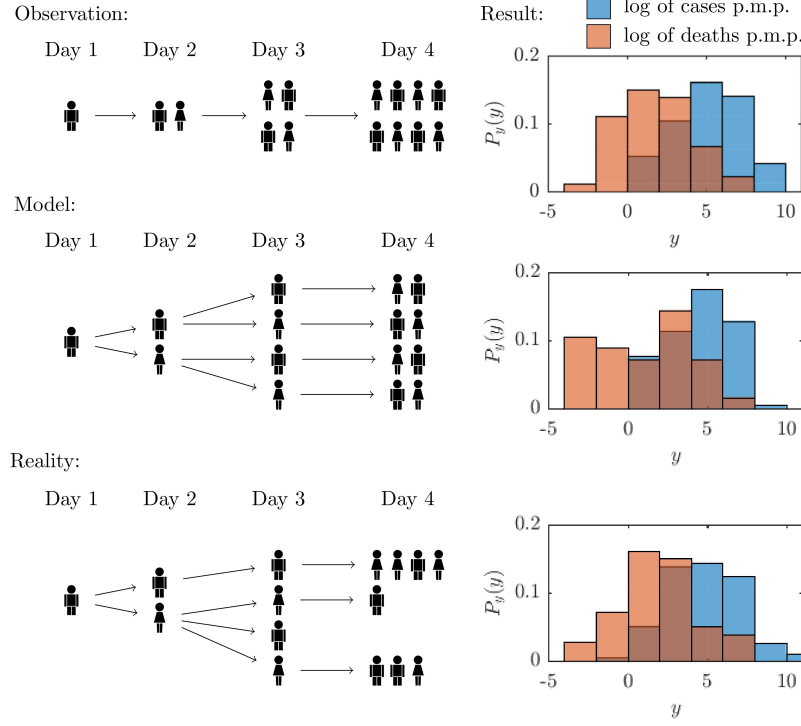 Observation:
Day 1 Day 2 Day 3 Day 4
Model:
Day 1 Day 2 Day 3 Day 4
Reality:
Day 1 Day 2 Day 3 Day 4
Result:
log of cases p.m.p.
log of deaths p.m.p.
0.2
0.1
0
P_y(y)
-5 0 5 10
y
0.2
0.1
0
P_y(y)
-5 0 5 10
y
0.2
0.1
0
P_y(y)
-5 0 5 10
y